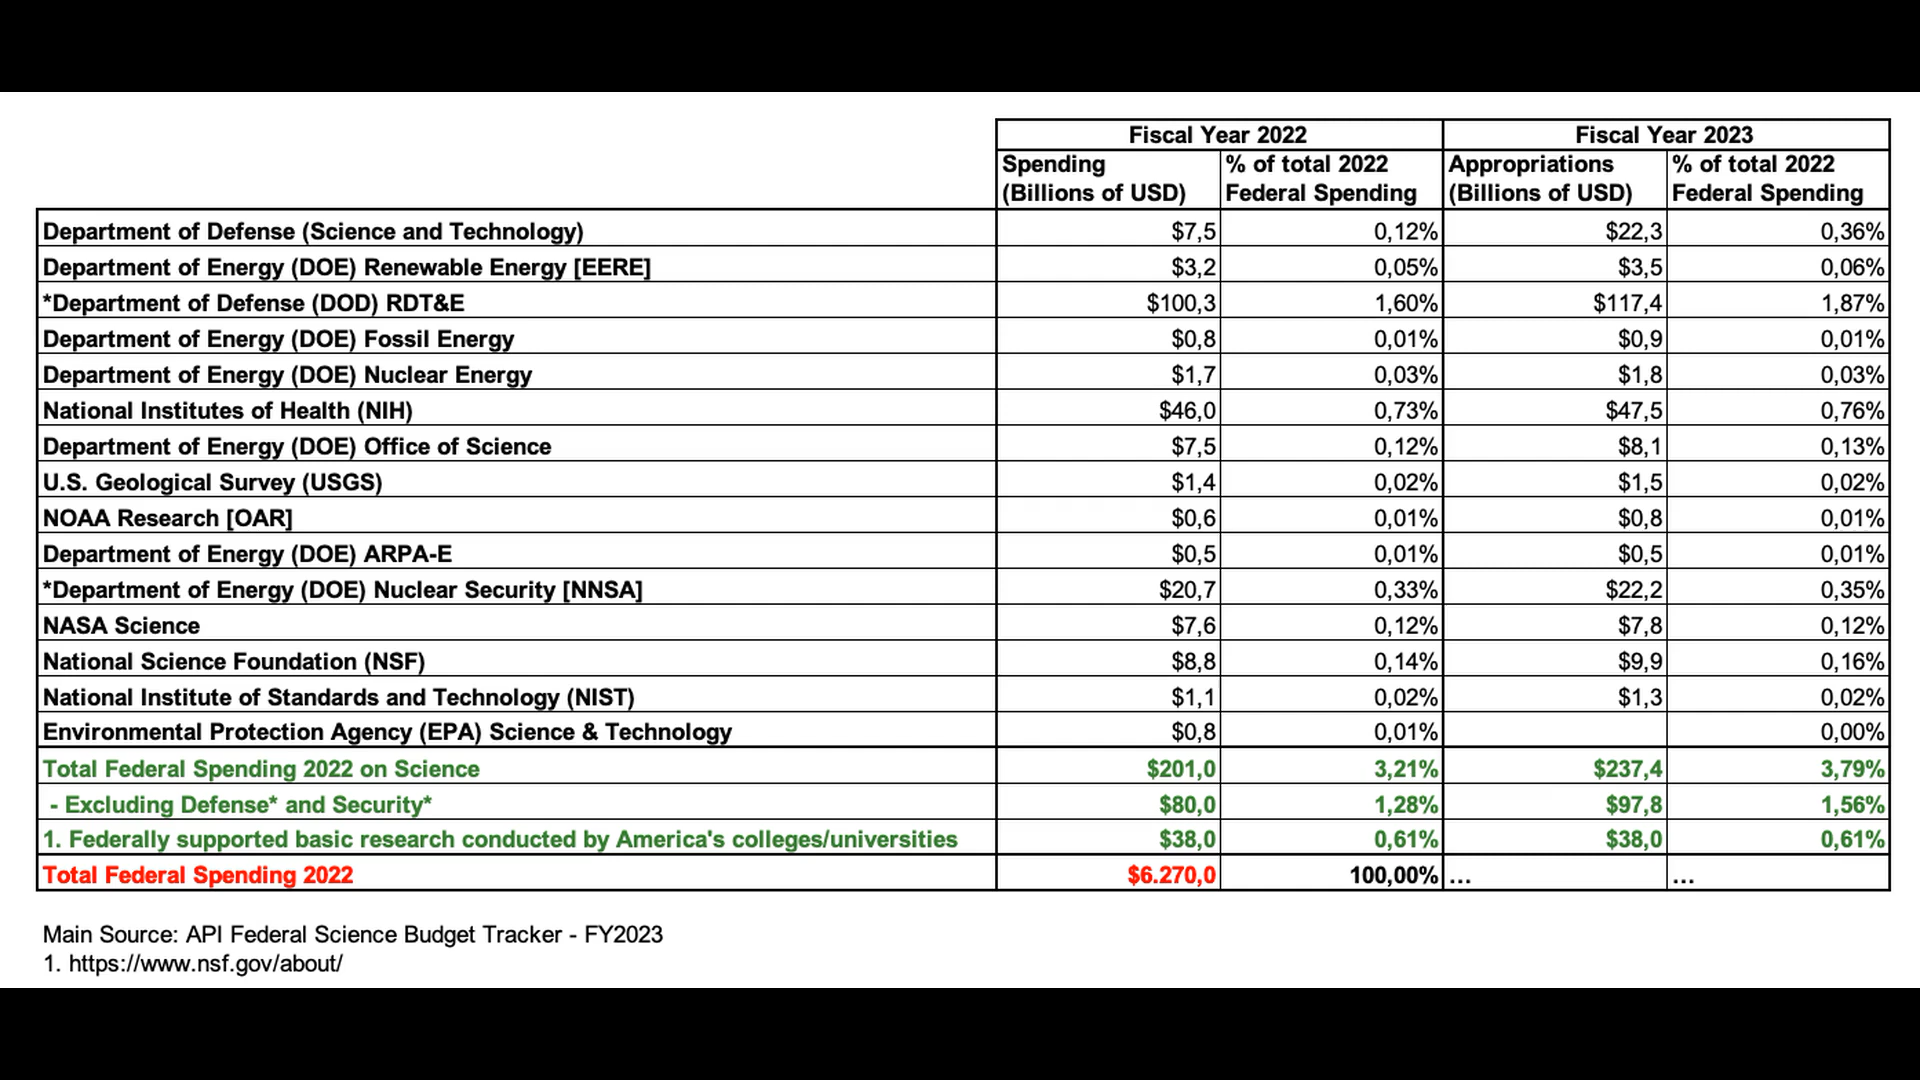 Fiscal Year 2022 Fiscal Year 2023
Spending % of total 2022 Appropriations % of total 2022
(Billions of USD) Federal Spending (Billions of USD) Federal Spending
Department of Defense (Science and Technology) $7,5 0,12% $22,3 0,36%
Department of Energy (DOE) Renewable Energy [EERE] $3,2 0,05% $3,5 0,06%
*Department of Defense (DOD) RDT&E $100,3 1,60% $117,4 1,87%
Department of Energy (DOE) Fossil Energy $0,8 0,01% $0,9 0,01%
Department of Energy (DOE) Nuclear Energy $1,7 0,03% $1,8 0,03%
National Institutes of Health (NIH) $46,0 0,73% $47,5 0,76%
Department of Energy (DOE) Office of Science $7,5 0,12% $8,1 0,13%
U.S. Geological Survey (USGS) $1,4 0,02% $1,5 0,02%
NOAA Research [OAR] $0,6 0,01% $0,8 0,01%
Department of Energy (DOE) ARPA-E $0,5 0,01% $0,5 0,01%
*Department of Energy (DOE) Nuclear Security [NNSA] $20,7 0,33% $22,2 0,35%
NASA Science $7,6 0,12% $7,8 0,12%
National Science Foundation (NSF) $8,8 0,14% $9,9 0,16%
National Institute of Standards and Technology (NIST) $1,1 0,02% $1,3 0,02%
Environmental Protection Agency (EPA) Science & Technology $0,8 0,01% 0,00%
Total Federal Spending 2022 on Science $201,0 3,21% $237,4 3,79%
- Excluding Defense* and Security* $80,0 1,28% $97,8 1,56%
1. Federally supported basic research conducted by America's colleges/universities $38,0 0,61% $38,0 0,61%
Total Federal Spending 2022 $6.270,0 100,00% ... ...
Main Source: API Federal Science Budget Tracker - FY2023
1. https://www.nsf.gov/about/